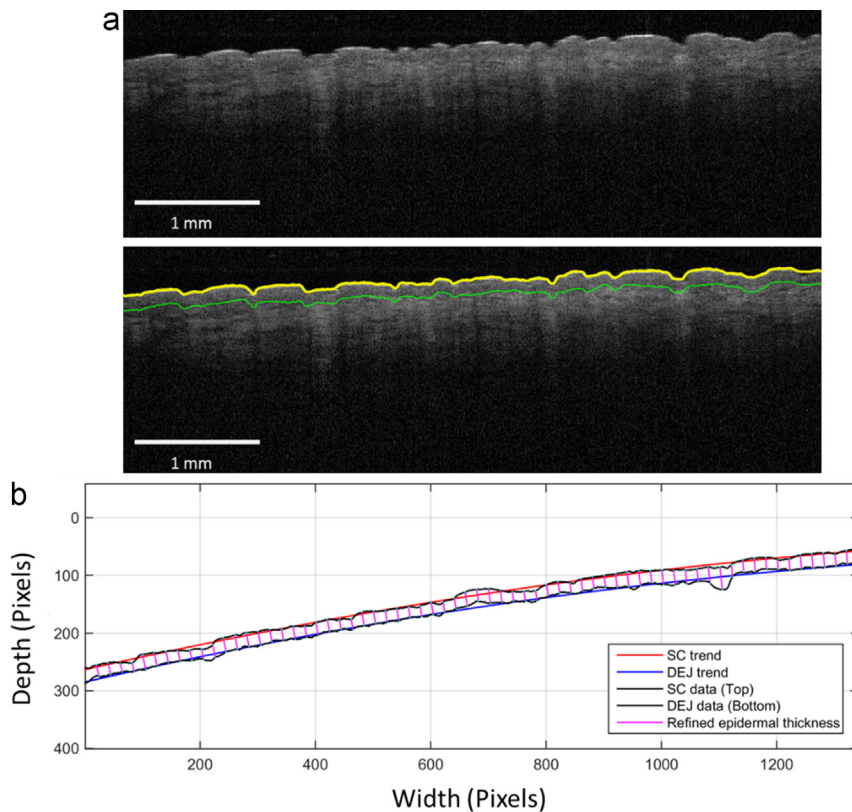 a
1 mm
1 mm
b
0
100
200
300
400
Depth (Pixels)
SC trend
DEJ trend
SC data (Top)
DEJ data (Bottom)
Refined epidermal thickness
200
400
600
800
1000
1200
Width (Pixels)